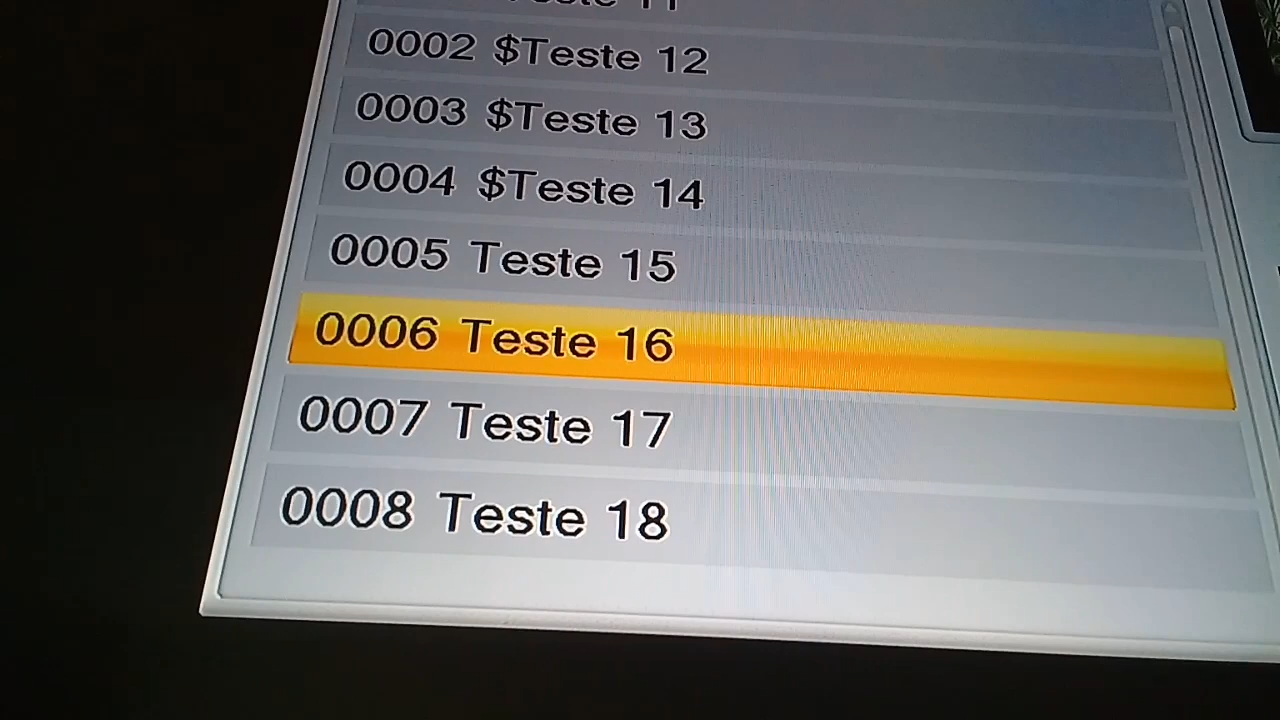 0002 $Teste 12
0003 $Teste 13
0004 $Teste 14
0005 Teste 15
0006 Teste 16
0007 Teste 17
0008 Teste 18